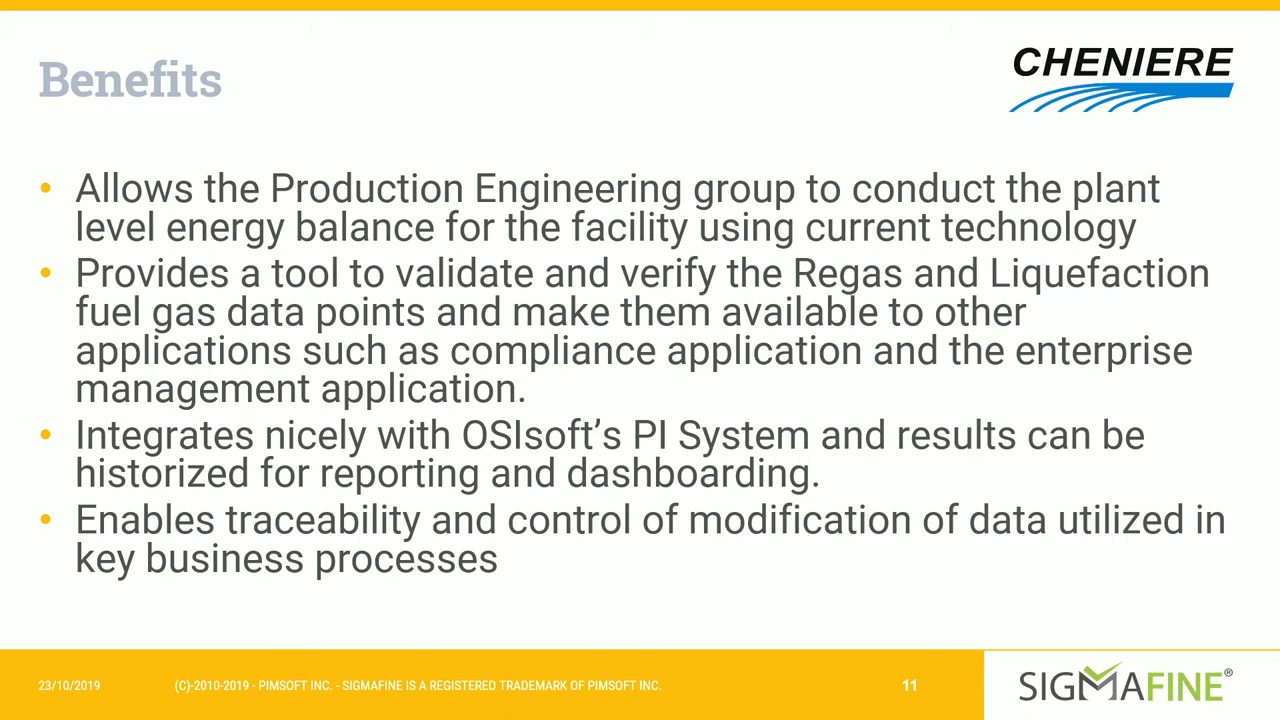 Benefits
CHENIERE
• Allows the Production Engineering group to conduct the plant
level energy balance for the facility using current technology
• Provides a tool to validate and verify the Regas and Liquefaction
fuel gas data points and make them available to other
applications such as compliance application and the enterprise
management application.
• Integrates nicely with OSIsoft’s PI System and results can be
historized for reporting and dashboarding.
• Enables traceability and control of modification of data utilized in
key business processes
23/10/2019
(C)-2010-2019 - PIMSOFT INC. - SIGMAFINE IS A REGISTERED TRADEMARK OF PIMSOFT INC.
11
SIGMAFINE®